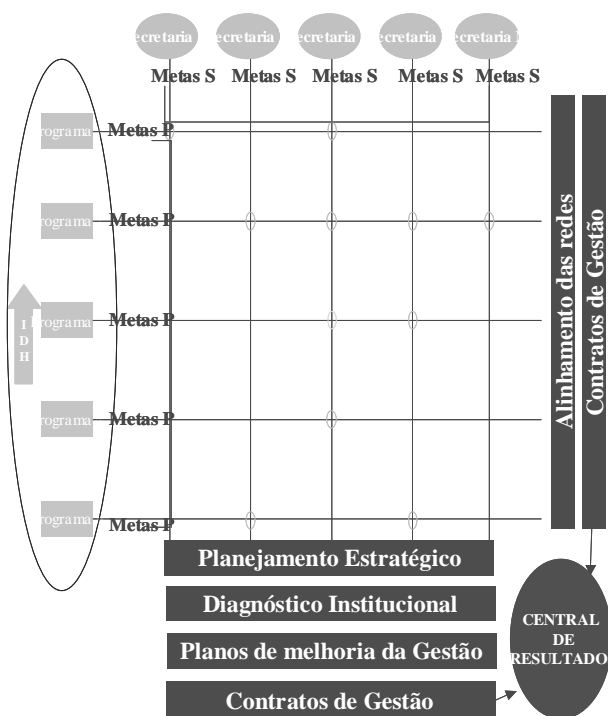 ecretaria
ecretaria
ecretaria
ecretaria
ecretaria
Metas S
Metas S
Metas S
Metas S
Metas S
rograma
Metas P
rograma
Metas P
rograma
Metas P
rograma
Metas P
rograma
Metas P
I
D
H
Alinhamento das redes
Contratos de Gestão
Planejamento Estratégico
Diagnóstico Institucional
Planos de melhoria da Gestão
Contratos de Gestão
CENTRAL
DE
RESULTADO